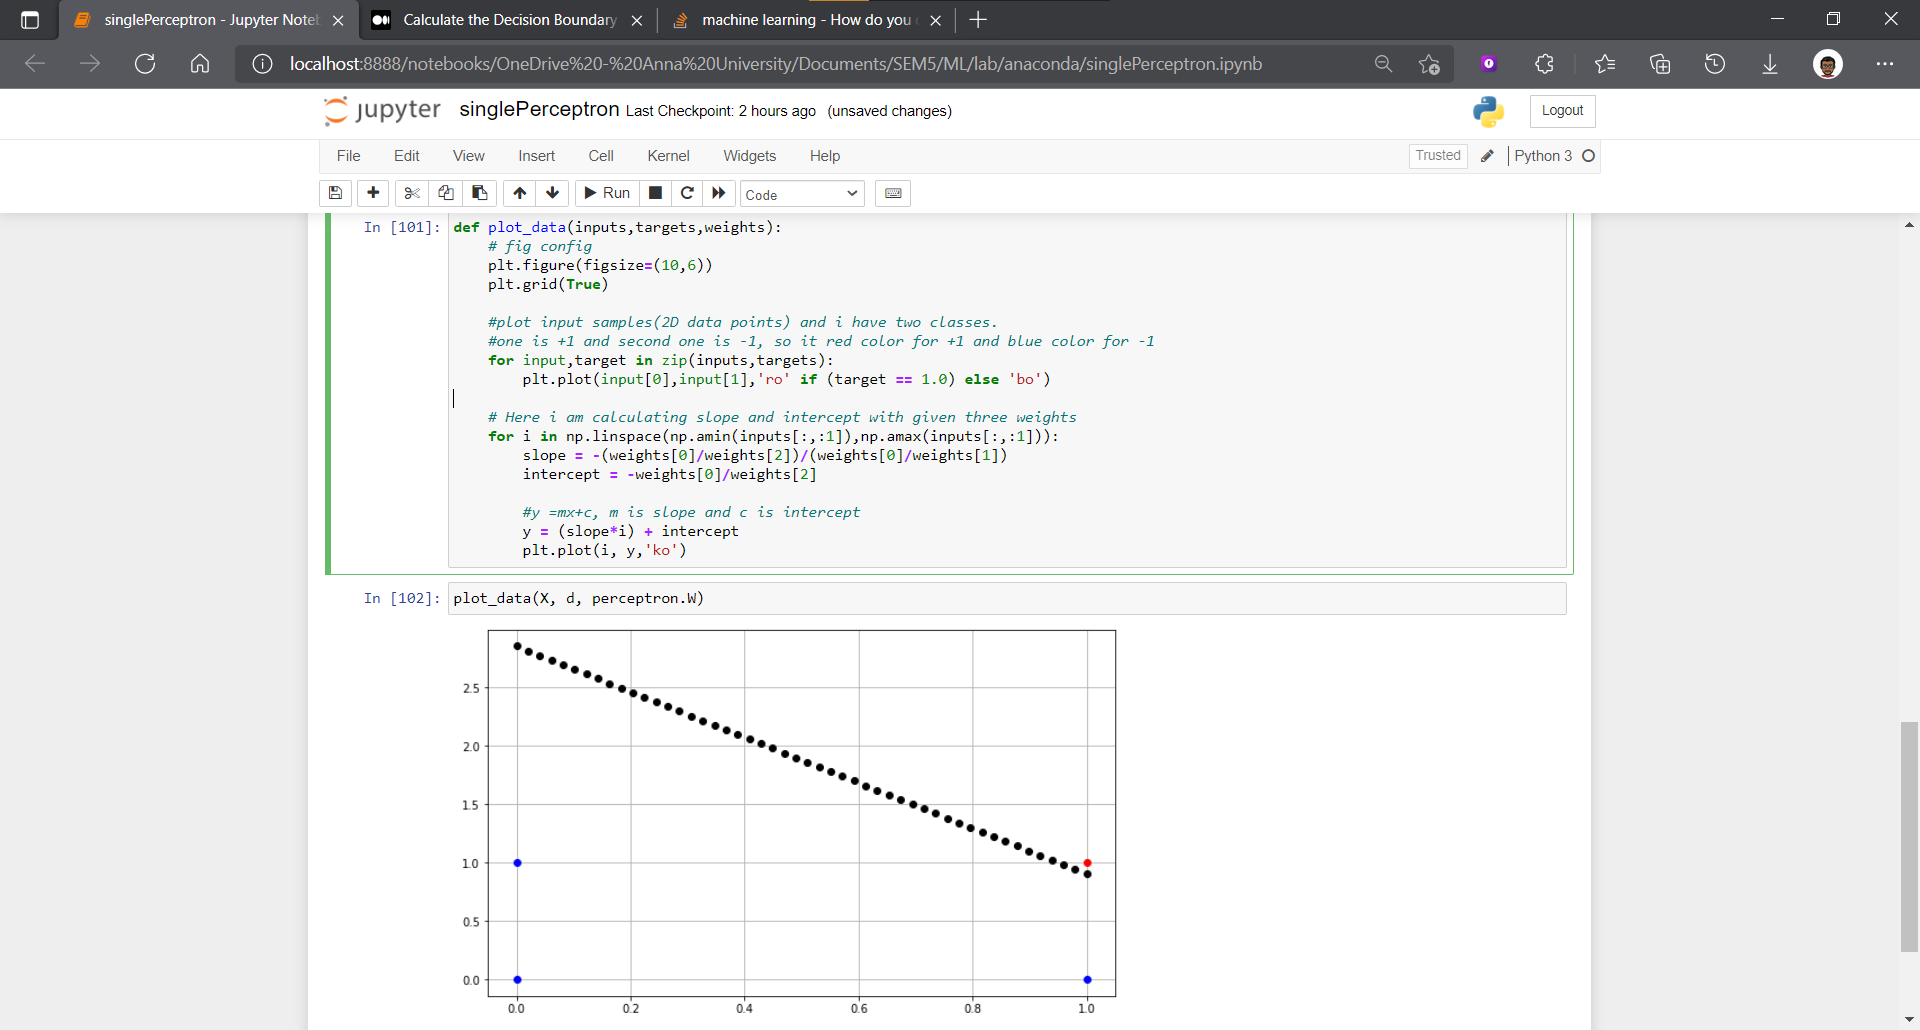 singlePerceptron - Jupyter Note
Calculate the Decision Boundary
machine learning - How do you
localhost:8888/notebooks/OneDrive%20-%20Anna%20University/Documents/SEM5/ML/lab/anaconda/singlePerceptron.ipynb
jupyter singlePerceptron Last Checkpoint: 2 hours ago (unsaved changes)
Logout
File Edit View Insert Cell Kernel Widgets Help
Trusted
Python 3
Run
Code
In [101]: def plot_data(inputs,targets,weights):
# fig config
plt.figure(figsize=(10,6))
plt.grid(True)
#plot input samples(2D data points) and i have two classes.
#one is +1 and second one is -1, so it red color for +1 and blue color for -1
for input,target in zip(inputs,targets):
plt.plot(input[0],input[1],'ro' if (target == 1.0) else 'bo')
# Here i am calculating slope and intercept with given three weights
for i in np.linspace(np.amin(inputs[:,:1]),np.amax(inputs[:,:1])):
slope = -(weights[0]/weights[2])/(weights[0]/weights[1])
intercept = -weights[0]/weights[2]
#y =mx+c, m is slope and c is intercept
y = (slope*i) + intercept
plt.plot(i, y,'ko')
In [102]: plot_data(X, d, perceptron.W)
2.5
2.0
1.5
1.0
0.5
0.0
0.0 0.2 0.4 0.6 0.8 1.0